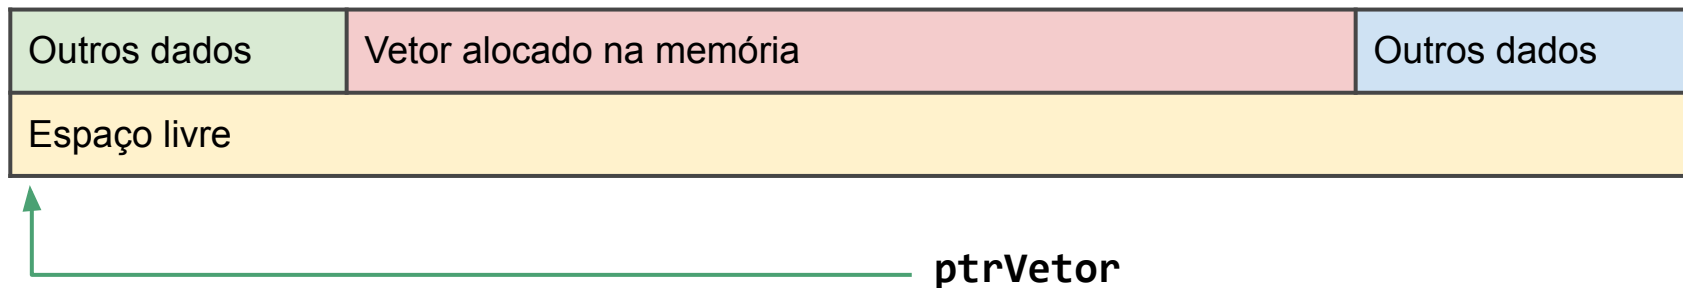 Outros dados
Vetor alocado na memória
Outros dados
Espaço livre
ptrVetor